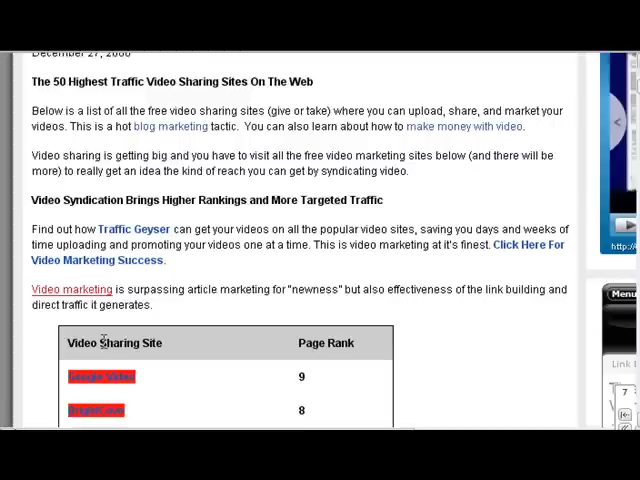 December 27, 2006
The 50 Highest Traffic Video Sharing Sites On The Web
Below is a list of all the free video sharing sites (give or take) where you can upload, share, and market your
videos. This is a hot blog marketing tactic. You can also learn about how to make money with video.
Video sharing is getting big and you have to visit all the free video marketing sites below (and there will be
more) to really get an idea the kind of reach you can get by syndicating video.
Video Syndication Brings Higher Rankings and More Targeted Traffic
Find out how Traffic Geyser can get your videos on all the popular video sites, saving you days and weeks of
time uploading and promoting your videos one at a time. This is video marketing at it's finest. Click Here For
Video Marketing Success.
Video marketing is surpassing article marketing for "newness" but also effectiveness of the link building and
direct traffic it generates.
Video Sharing Site Page Rank
Google Video 9
BrightCove 8
http://
Menu
Link E
7